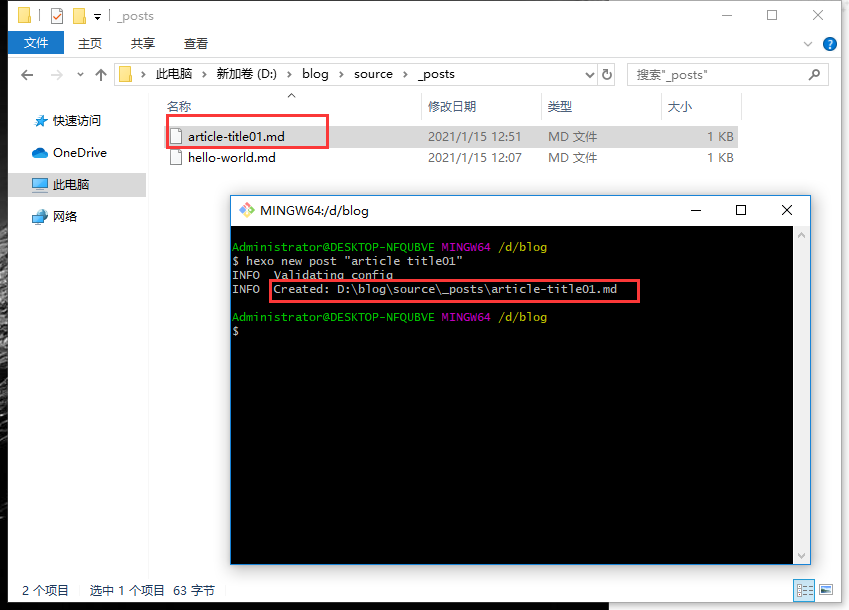 _posts
文件 主页 共享 查看
此电脑 › 新加卷 (D:) › blog › source › _posts 搜索"_posts"
名称 修改日期 类型 大小
快速访问
OneDrive
此电脑
网络
article-title01.md 2021/1/15 12:51 MD 文件 1 KB
hello-world.md 2021/1/15 12:07 MD 文件 1 KB
MINGW64:/d/blog
Administrator@DESKTOP-NFQUBVE MINGW64 /d/blog
$ hexo new post "article title01"
INFO  Validating config
INFO  Created: D:\blog\source\_posts\article-title01.md
Administrator@DESKTOP-NFQUBVE MINGW64 /d/blog
$
2 个项目 选中 1 个项目 63 字节